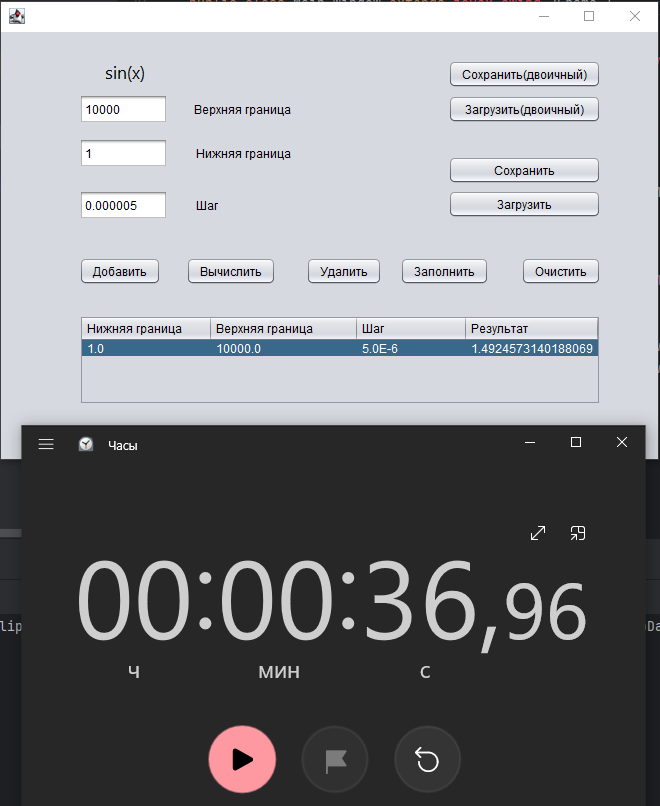 sin(x)
Сохранить(двоичный)
10000 Верхняя граница
Загрузить(двоичный)
1 Нижняя граница
Сохранить
0.000005 Шаг
Загрузить
Добавить Вычислить Удалить Заполнить Очистить
Нижняя граница Верхняя граница Шаг Результат
1.0 10000.0 5.0E-6 1.4924573140188069
Часы
00:00:36,96
ч мин с